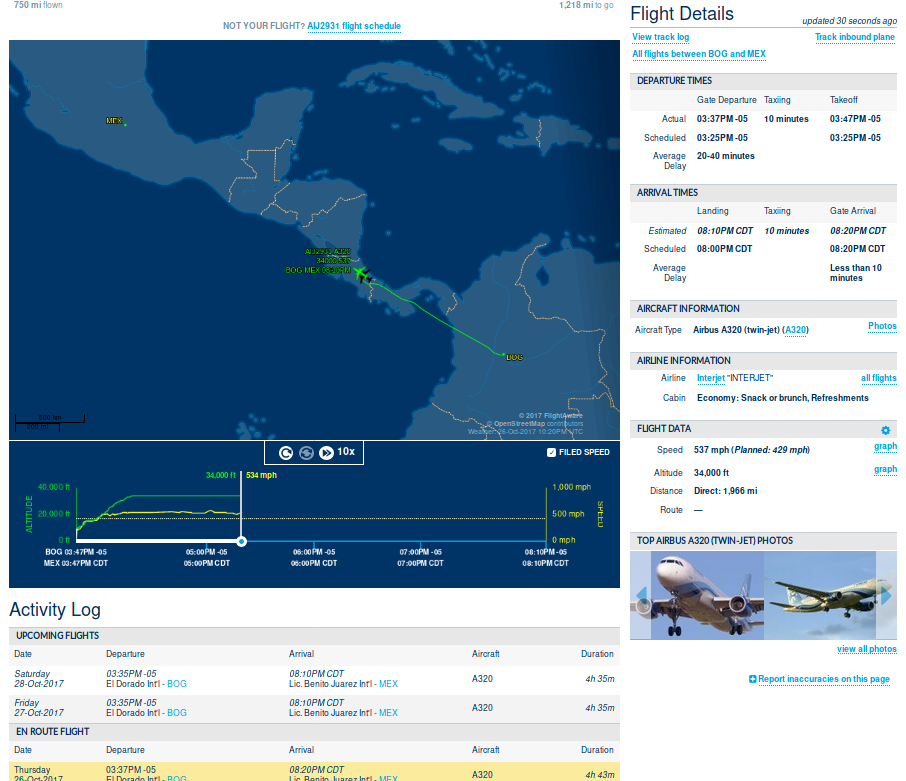 750 mi flown
1,218 mi to go
NOT YOUR FLIGHT? AIJ2931 flight schedule
MEX
AIJ2931 A320
34000 537
BOG MEX 08:20PM
BOG
500 km
200 mi
© 2017 FlightAware
© OpenStreetMap contributors
Weather: 26-Oct-2017 10:20PM UTC
10x
FILED SPEED
34,000 ft 534 mph
40,000 ft
20,000 ft
0 ft
ALTITUDE
1,000 mph
500 mph
0 mph
SPEED
BOG 03:47PM -05 05:00PM -05 06:00PM -05 07:00PM -05 08:10PM -05
MEX 03:47PM CDT 05:00PM CDT 06:00PM CDT 07:00PM CDT 08:10PM CDT
Activity Log
UPCOMING FLIGHTS
Date Departure Arrival Aircraft Duration
Saturday 03:35PM -05 08:10PM CDT A320 4h 35m
28-Oct-2017 El Dorado Int'l - BOG Lic. Benito Juarez Int'l - MEX
Friday 03:35PM -05 08:10PM CDT A320 4h 35m
27-Oct-2017 El Dorado Int'l - BOG Lic. Benito Juarez Int'l - MEX
EN ROUTE FLIGHT
Date Departure Arrival Aircraft Duration
Thursday 03:37PM -05 08:20PM CDT A320 4h 43m
26-Oct-2017 El Dorado Int'l - BOG Lic. Benito Juarez Int'l - MEX
Flight Details
updated 30 seconds ago
View track log Track inbound plane
All flights between BOG and MEX
DEPARTURE TIMES
Gate Departure Taxiing Takeoff
Actual 03:37PM -05 10 minutes 03:47PM -05
Scheduled 03:25PM -05 03:25PM -05
Average 20-40 minutes
Delay
ARRIVAL TIMES
Landing Taxiing Gate Arrival
Estimated 08:10PM CDT 10 minutes 08:20PM CDT
Scheduled 08:00PM CDT 08:20PM CDT
Average Less than 10
Delay minutes
AIRCRAFT INFORMATION
Aircraft Type Airbus A320 (twin-jet) (A320) Photos
AIRLINE INFORMATION
Airline Interjet "INTERJET" all flights
Cabin Economy: Snack or brunch, Refreshments
FLIGHT DATA
Speed 537 mph (Planned: 429 mph) graph
Altitude 34,000 ft graph
Distance Direct: 1,966 mi
Route —
TOP AIRBUS A320 (TWIN-JET) PHOTOS
view all photos
Report inaccuracies on this page